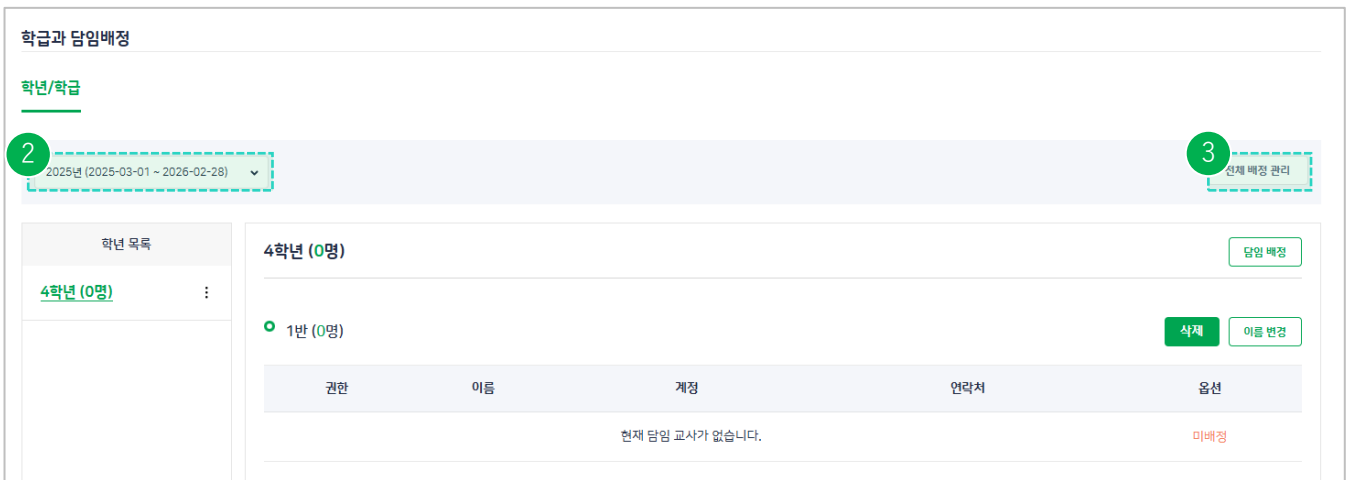 학급과 담임배정
학년/학급
2
2025년 (2025-03-01 ~ 2026-02-28)
3
전체 배정 관리
학년 목록
4학년 (0명)
4학년 (0명)
담임 배정
1반 (0명)
삭제
이름 변경
권한 이름 계정 연락처 옵션
현재 담임 교사가 없습니다. 미배정